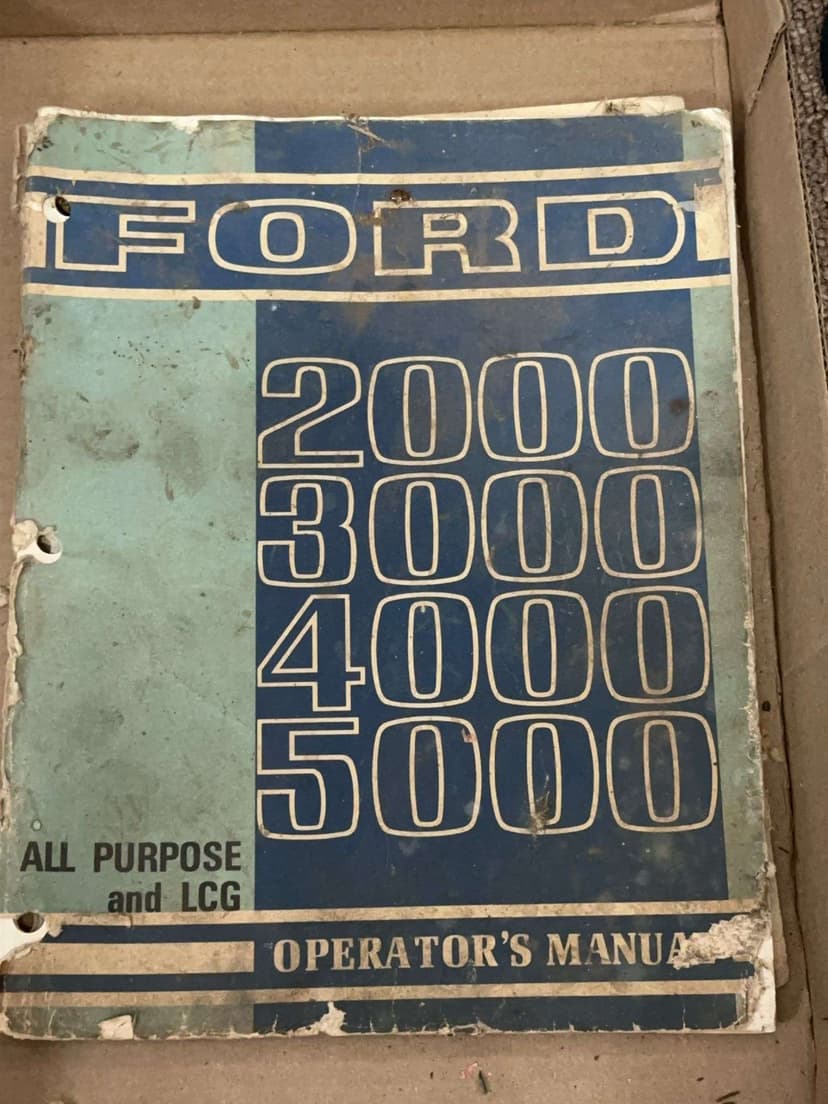 FORD
2000
3000
4000
5000
ALL PURPOSE
and LCG
OPERATOR'S MANUA